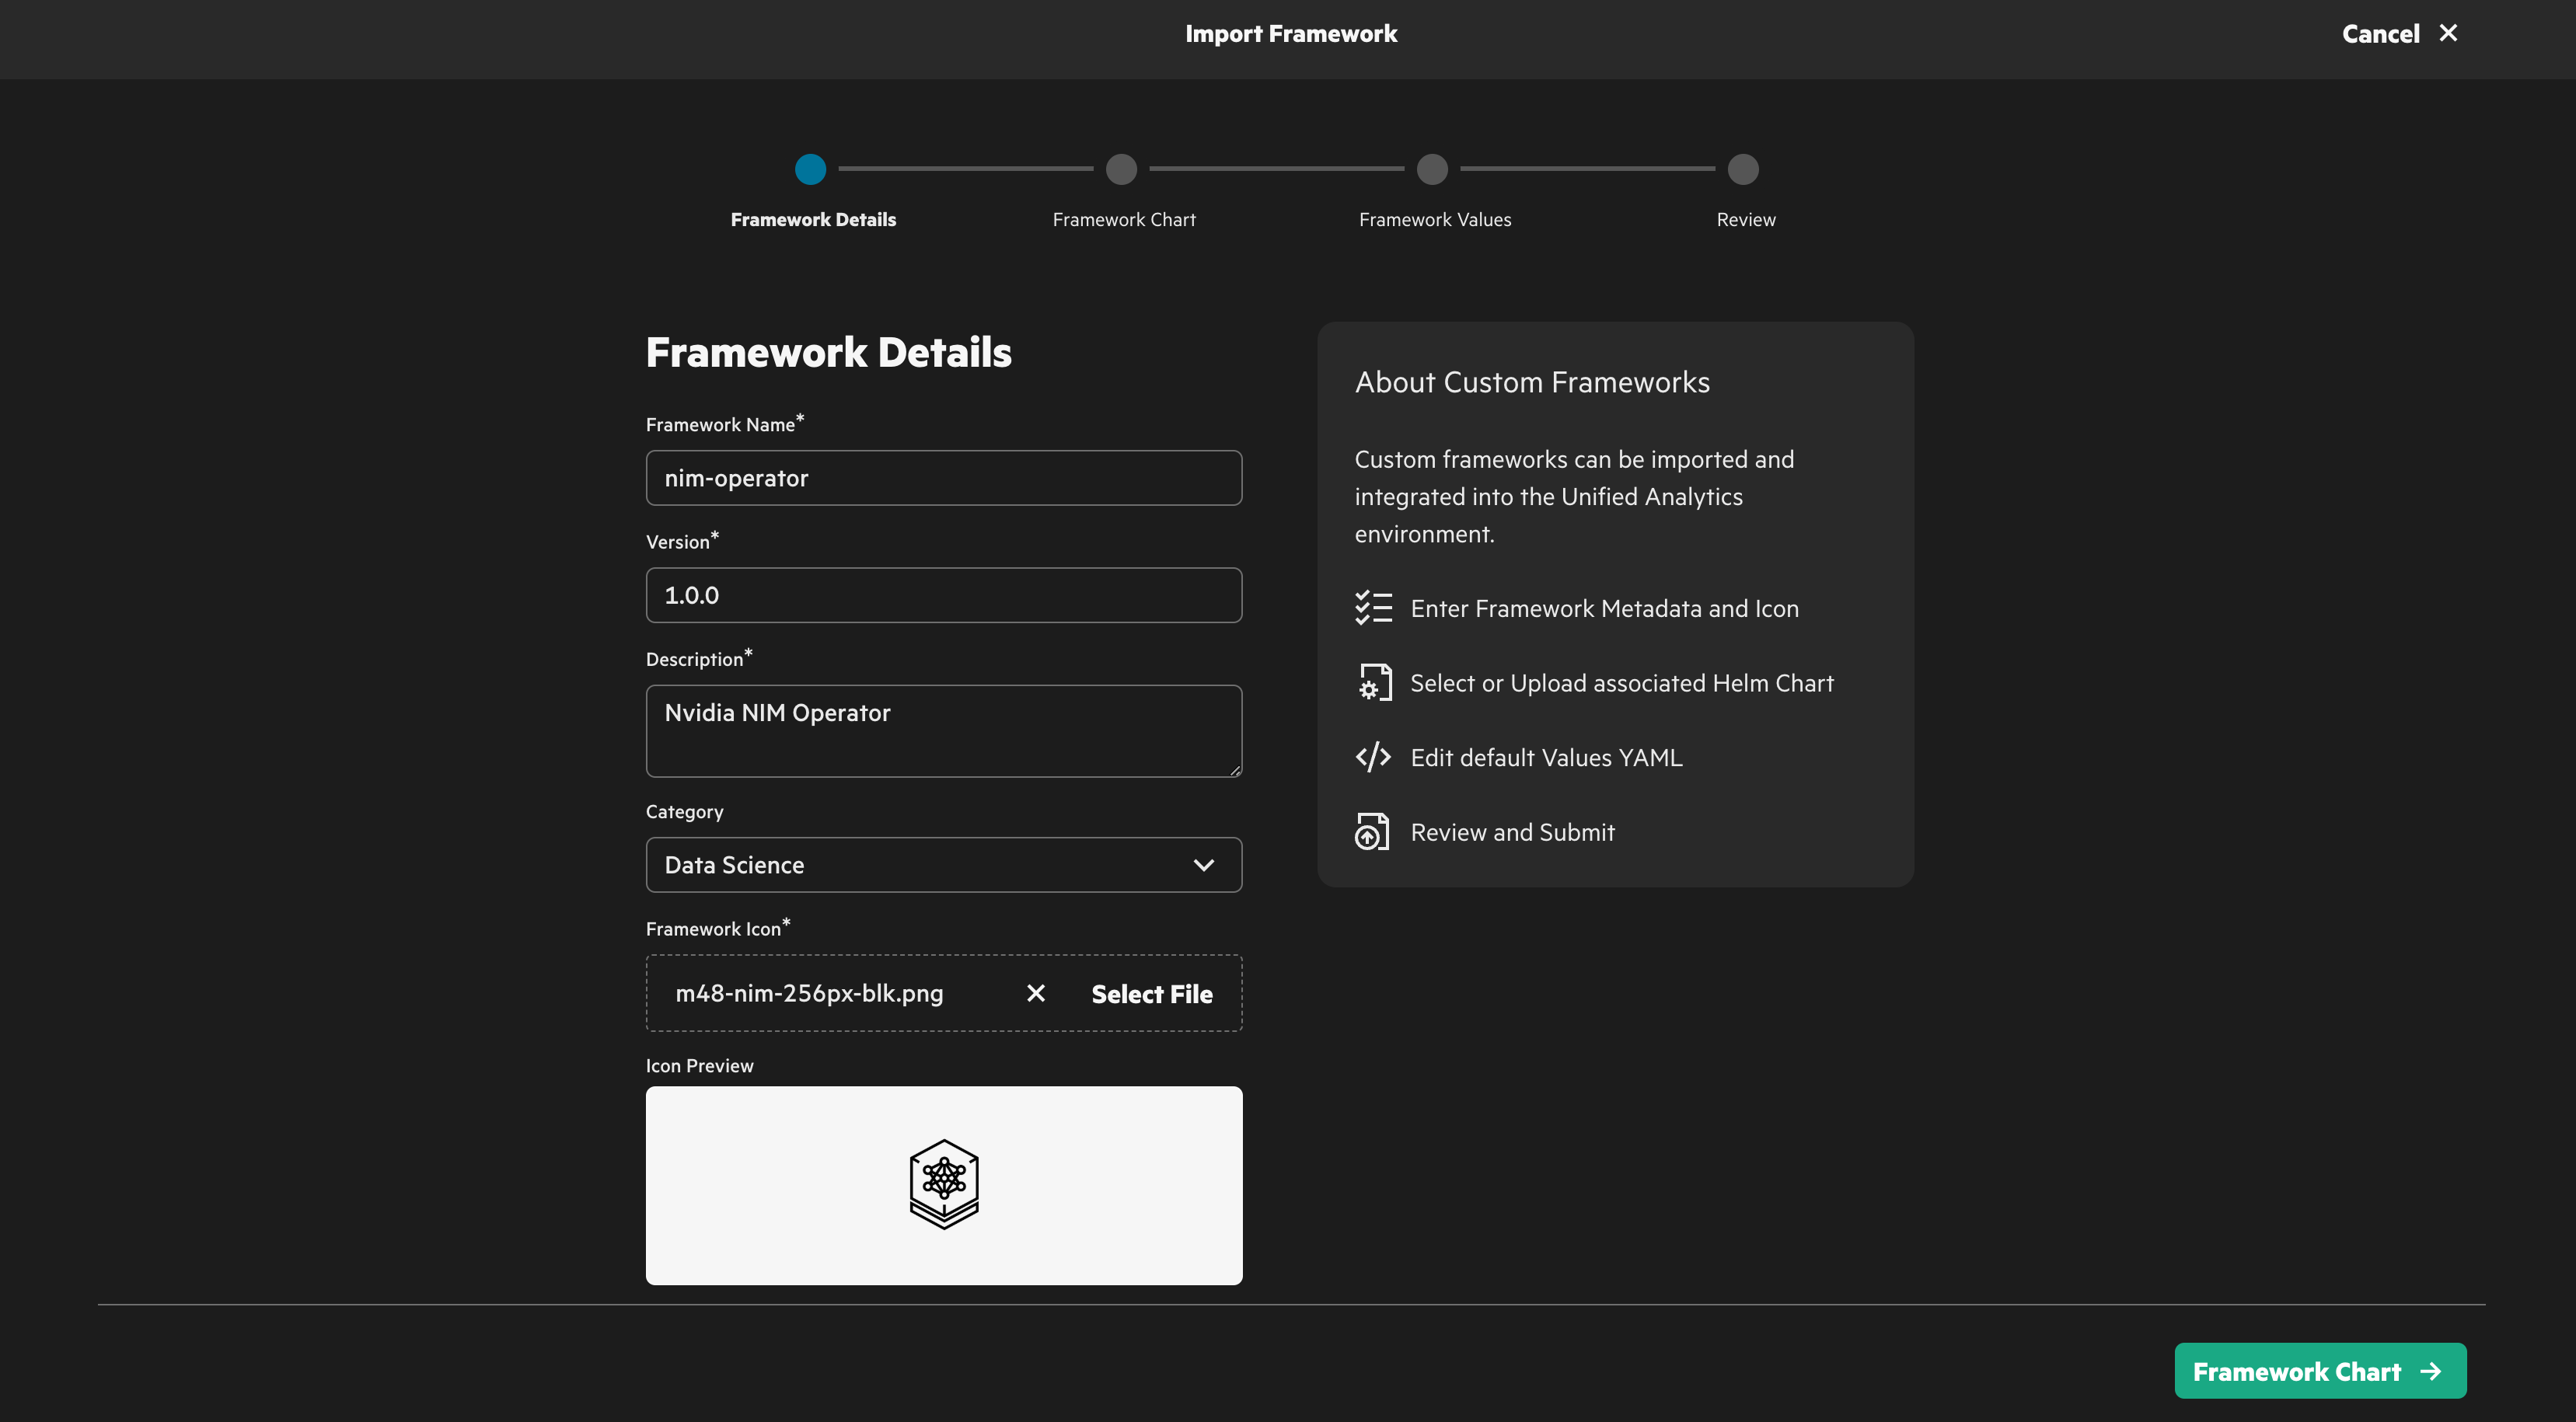 Import Framework
Cancel
Framework Details
Framework Chart
Framework Values
Review
Framework Details
Framework Name*
nim-operator
Version*
1.0.0
Description*
Nvidia NIM Operator
Category
Data Science
Framework Icon*
m48-nim-256px-blk.png
Select File
Icon Preview
About Custom Frameworks
Custom frameworks can be imported and
integrated into the Unified Analytics
environment.
Enter Framework Metadata and Icon
Select or Upload associated Helm Chart
Edit default Values YAML
Review and Submit
Framework Chart